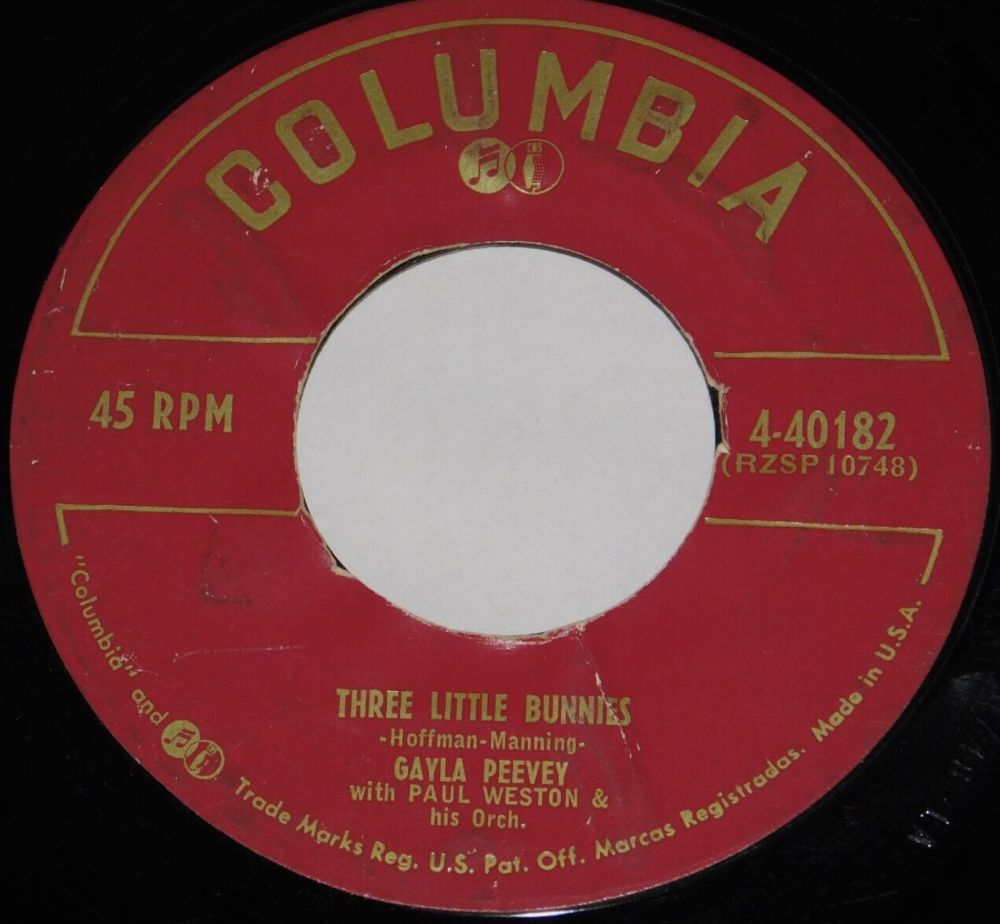 COLUMBIA
CBS
45 RPM
4-40182
(RZSP 10748)
THREE LITTLE BUNNIES
-Hoffman-Manning-
GAYLA PEEVEY
with PAUL WESTON &
his Orch.
"Columbia" and Trade Marks Reg. U.S. Pat. Off. Marcas Registradas. Made in U.S.A.